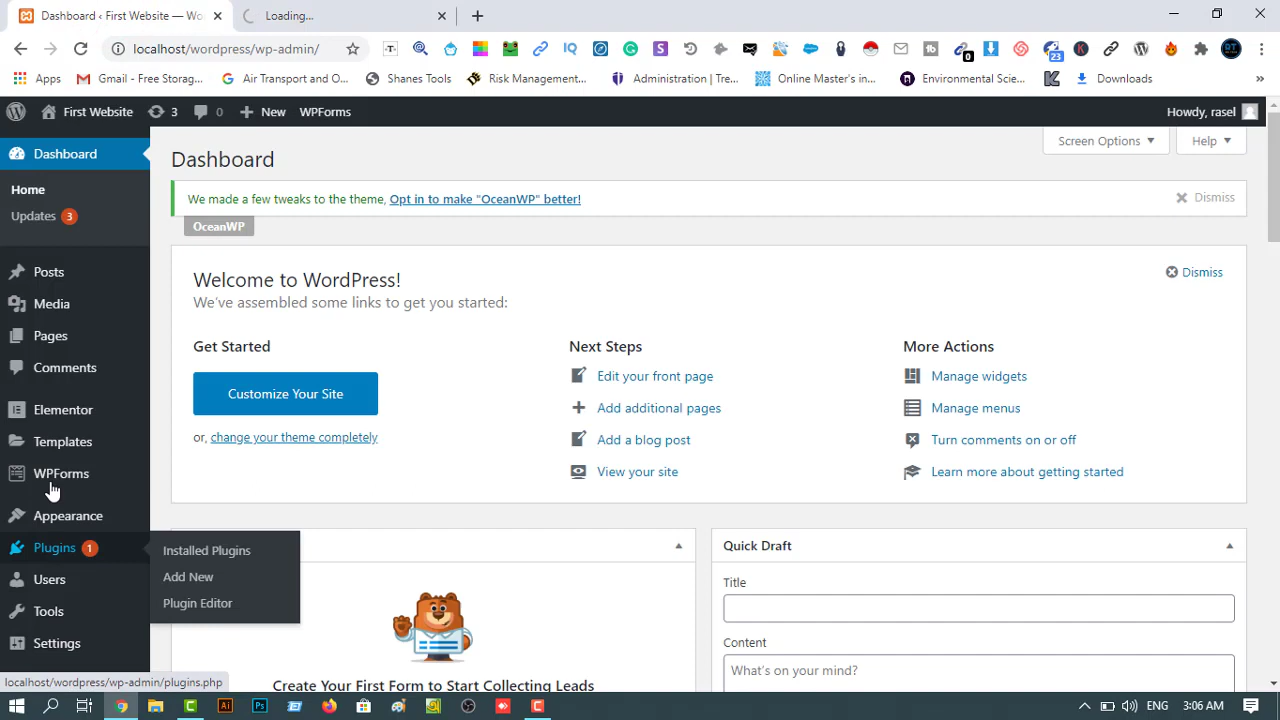 Dashboard ‹ First Website — Wo
Loading...
localhost/wordpress/wp-admin/
0
23
Apps
Gmail - Free Storag...
Air Transport and O...
Shanes Tools
Risk Management...
Administration | Tre...
Online Master's in...
Environmental Scie...
Downloads
»
First Website
3
0
New
WPForms
Howdy, rasel
Dashboard
Home
Updates 3
Posts
Media
Pages
Comments
Elementor
Templates
WPForms
Appearance
Plugins 1
Users
Tools
Settings
Installed Plugins
Add New
Plugin Editor
Dashboard
Screen Options
Help
We made a few tweaks to the theme, Opt in to make "OceanWP" better!
Dismiss
OceanWP
Welcome to WordPress!
We've assembled some links to get you started:
Dismiss
Get Started
Customize Your Site
or, change your theme completely
Next Steps
Edit your front page
Add additional pages
Add a blog post
View your site
More Actions
Manage widgets
Manage menus
Turn comments on or off
Learn more about getting started
Create Your First Form to Start Collecting Leads
Quick Draft
Title
Content
What's on your mind?
localhost/wordpress/wp-admin/plugins.php
ENG
3:06 AM